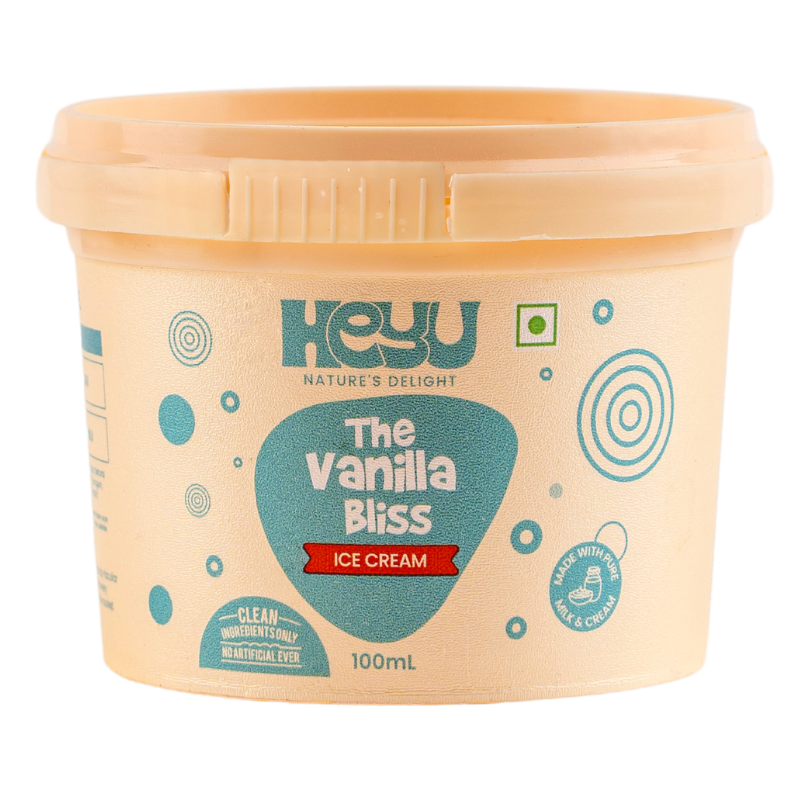 HEYU
NATURE'S DELIGHT
The
Vanilla
Bliss
ICE CREAM
CLEAN
INGREDIENTS ONLY
NO ARTIFICIAL EVER
100mL
MADE WITH PURE
MILK & CREAM